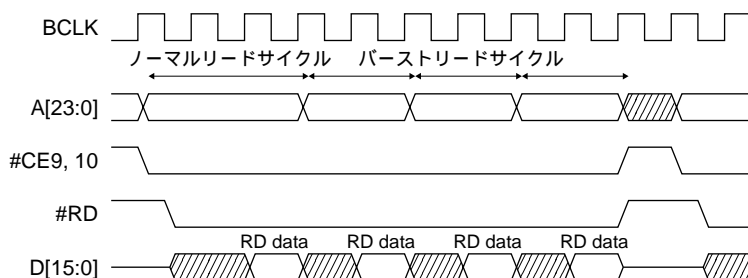 BCLK
ノーマルリードサイクル バーストリードサイクル
A[23:0]
#CE9, 10
#RD
RD data RD data RD data RD data
D[15:0]